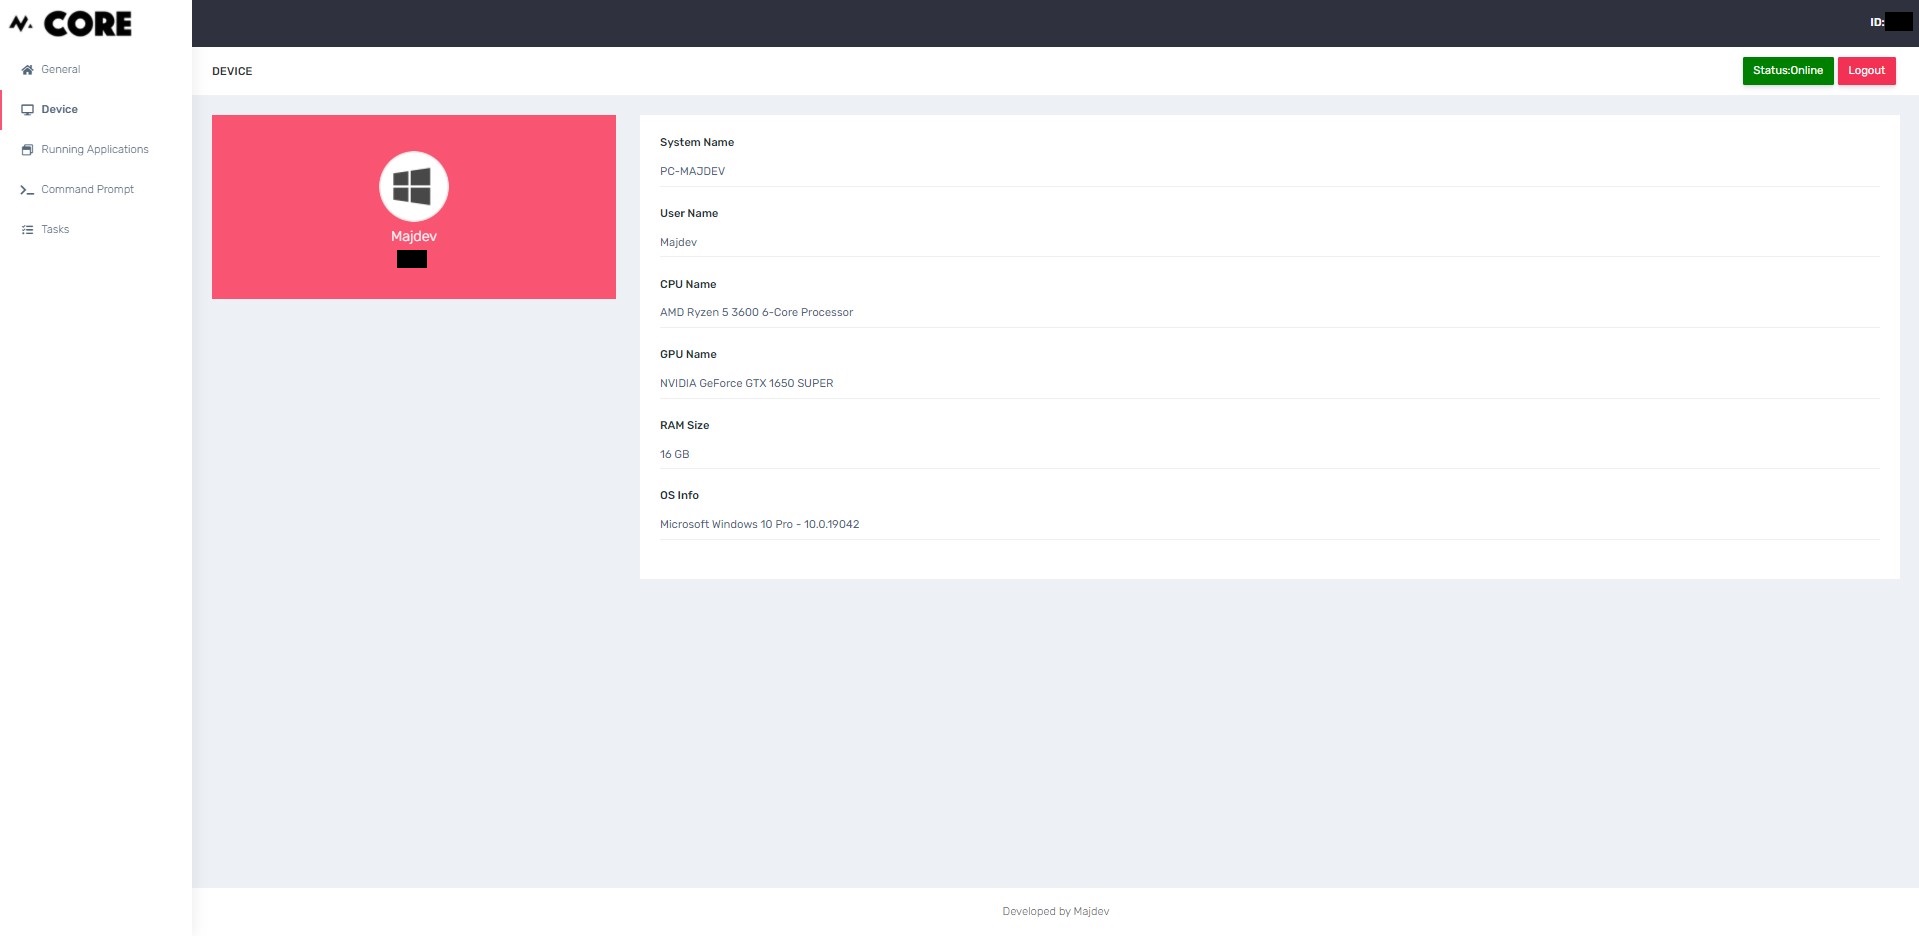 CORE
ID:
General
Device
Running Applications
Command Prompt
Tasks
DEVICE
Status:Online
Logout
Majdev
System Name
PC-MAJDEV
User Name
Majdev
CPU Name
AMD Ryzen 5 3600 6-Core Processor
GPU Name
NVIDIA GeForce GTX 1650 SUPER
RAM Size
16 GB
OS Info
Microsoft Windows 10 Pro - 10.0.19042
Developed by Majdev